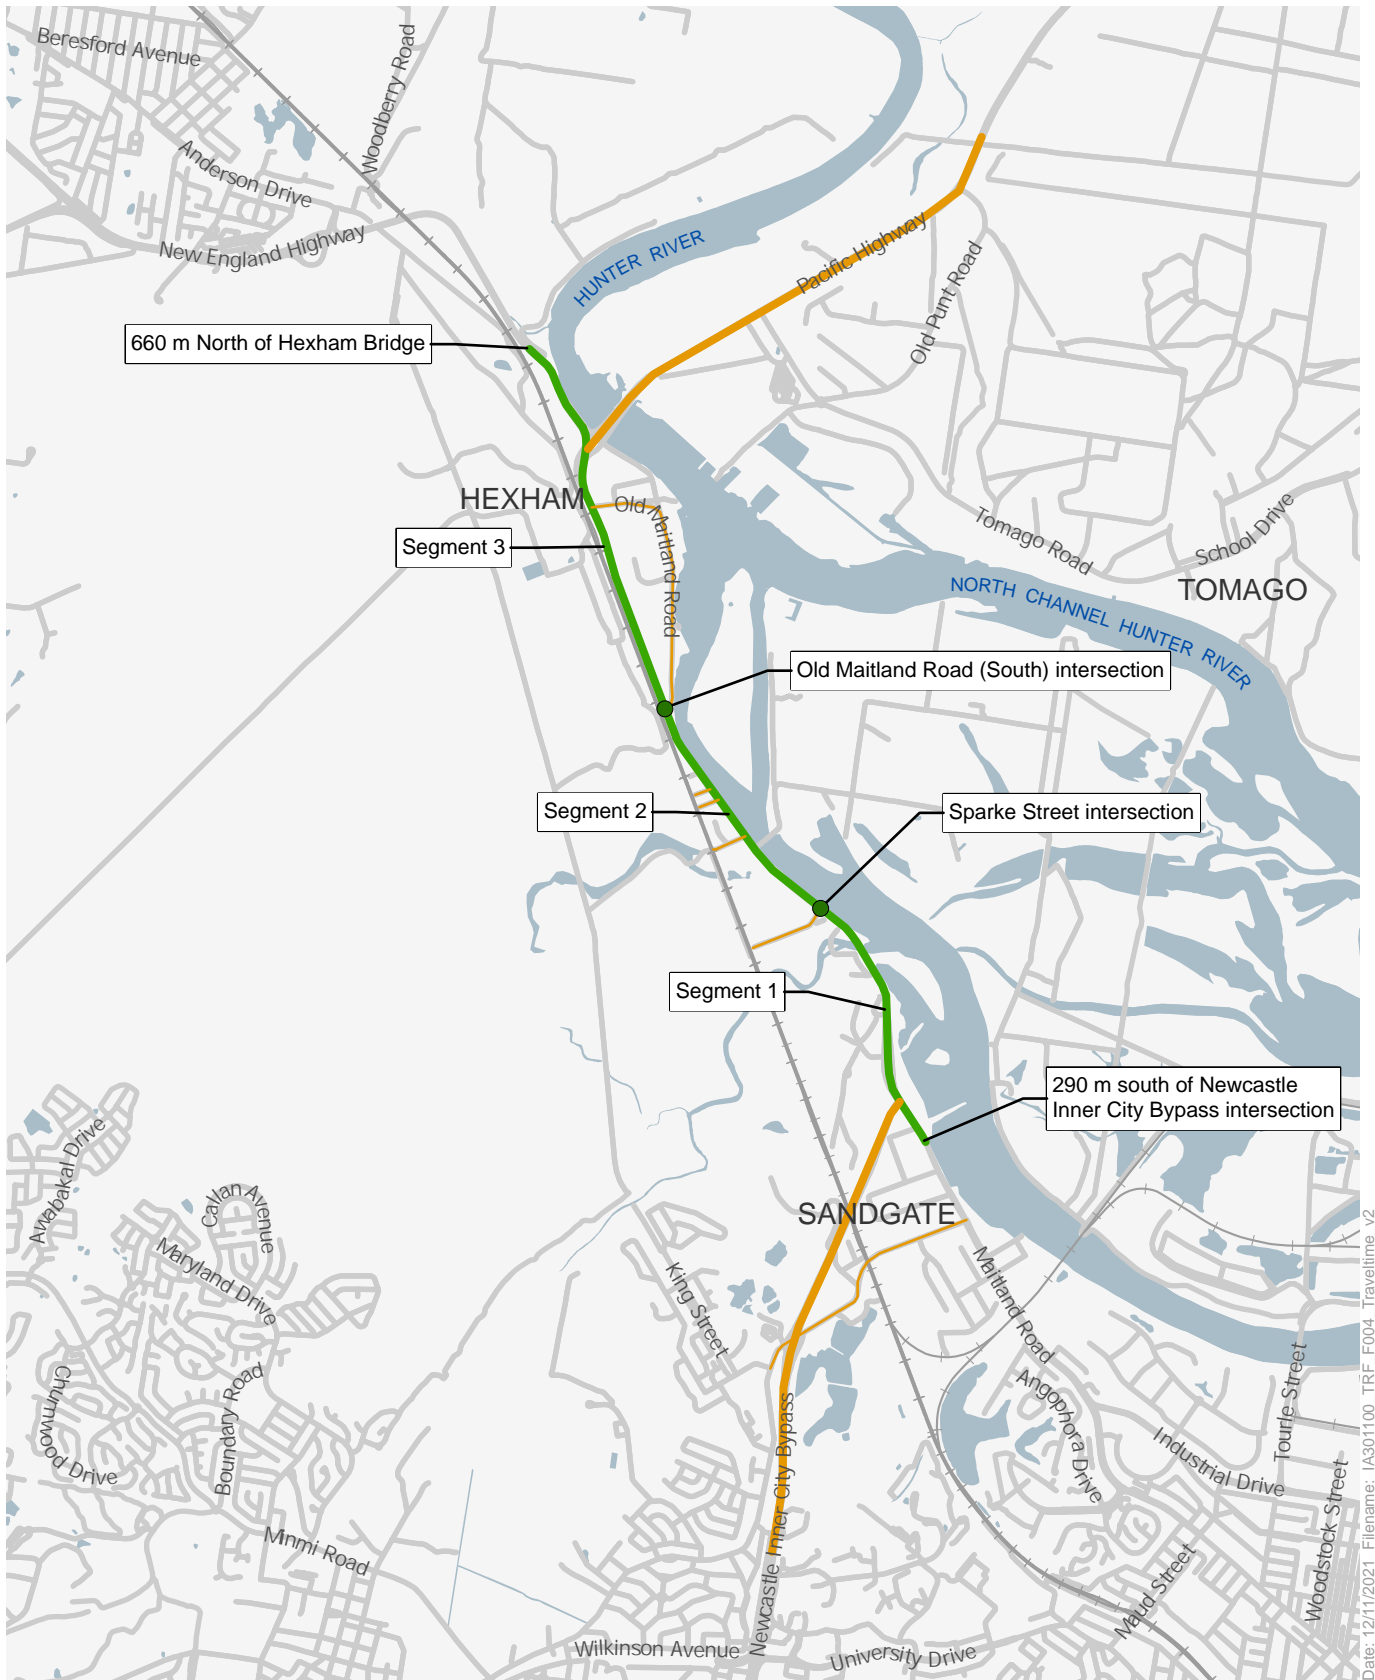 Beresford Avenue
Woodberry Road
Anderson Drive
New England Highway
HUNTER RIVER
Pacific Highway
Old Punt Road
660 m North of Hexham Bridge
HEXHAM
Old Maitland Road
Segment 3
Tomago Road
School Drive
TOMAGO
NORTH CHANNEL HUNTER RIVER
Old Maitland Road (South) intersection
Segment 2
Sparke Street intersection
Segment 1
290 m south of Newcastle
Inner City Bypass intersection
Awabakal Drive
Callan Avenue
Maryland Drive
SANDGATE
King Street
Maitland Road
Chunwood Drive
Boundary Road
Angophora Drive
Tourle Street
Industrial Drive
Newcastle Inner City Bypass
Minmi Road
Woodstock Street
Maud Street
Wilkinson Avenue
University Drive
Date: 12/11/2021 Filename: IA301100_TRF_F004_Traveltime_v2